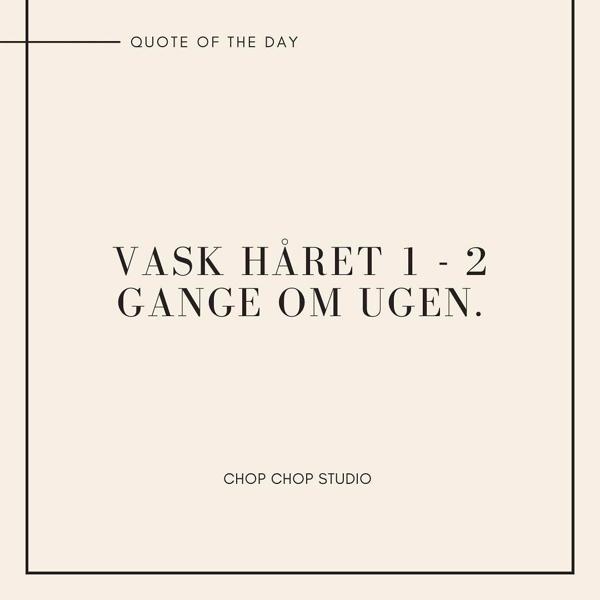 QUOTE OF THE DAY
VASK HÅRET 1 - 2
GANGE OM UGEN.
CHOP CHOP STUDIO